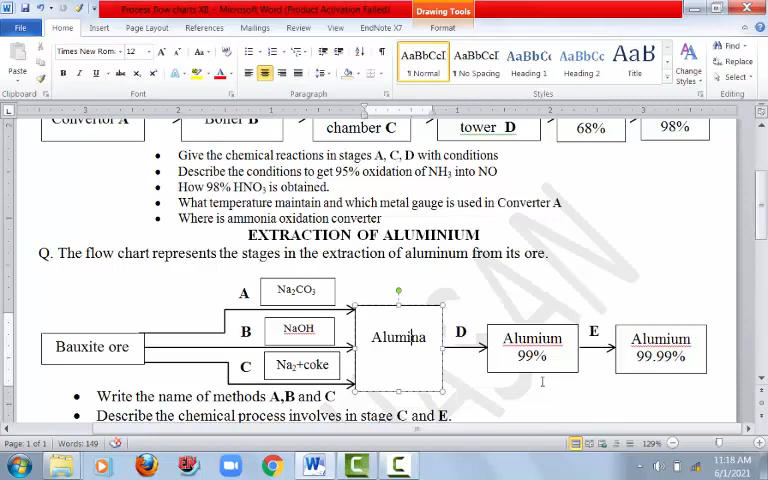 Process flow charts XII - Microsoft Word (Product Activation Failed)
Drawing Tools
File Home Insert Page Layout References Mailings Review View EndNote X7 Format
Paste
Times New Rom 12
AaBbCcI AaBbCcI AaBbC AaBbCc AaB
¶ Normal ¶ No Spacing Heading 1 Heading 2 Title
Change Styles
Find
Replace
Select
Clipboard Font Paragraph Styles Editing
Convertor A Boiler B chamber C tower D 68% 98%
• Give the chemical reactions in stages A, C, D with conditions
• Describe the conditions to get 95% oxidation of NH₃ into NO
• How 98% HNO₃ is obtained.
• What temperature maintain and which metal gauge is used in Converter A
• Where is ammonia oxidation converter
EXTRACTION OF ALUMINIUM
Q. The flow chart represents the stages in the extraction of aluminum from its ore.
A Na₂CO₃
B NaOH
C Na₂+coke
Bauxite ore
Alumina
D
Alumium
99%
E
Alumium
99.99%
• Write the name of methods A,B and C
• Describe the chemical process involves in stage C and E.
Page: 1 of 1 Words: 149 129%
11:18 AM
6/1/2021